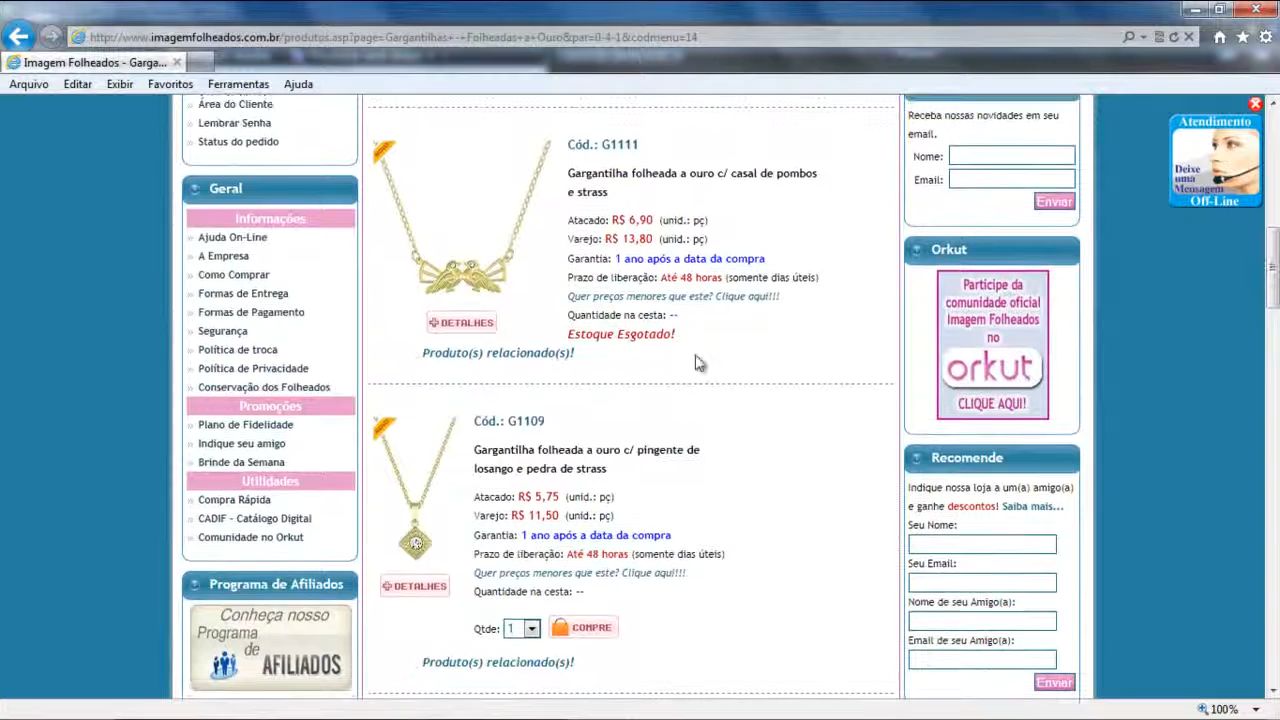 http://www.imagemfolheados.com.br/produtos.asp?page=Gargantilhas+-+Folheadas+a+Ouro&par=0-4-1&codmenu=14
Imagem Folheados - Garga...
Arquivo Editar Exibir Favoritos Ferramentas Ajuda
Área do Cliente
Lembrar Senha
Status do pedido
Geral
Informações
Ajuda On-Line
A Empresa
Como Comprar
Formas de Entrega
Formas de Pagamento
Segurança
Política de troca
Política de Privacidade
Conservação dos Folheados
Promoções
Plano de Fidelidade
Indique seu amigo
Brinde da Semana
Utilidades
Compra Rápida
CADIF - Catálogo Digital
Comunidade no Orkut
Programa de Afiliados
Conheça nosso
Programa
de
AFILIADOS
Cód.: G1111
Gargantilha folheada a ouro c/ casal de pombos
e strass
Atacado: R$ 6,90 (unid.: pç)
Varejo: R$ 13,80 (unid.: pç)
Garantia: 1 ano após a data da compra
Prazo de liberação: Até 48 horas (somente dias úteis)
Quer preços menores que este? Clique aqui!!!
Quantidade na cesta: --
Estoque Esgotado!
DETALHES
Produto(s) relacionado(s)!
Cód.: G1109
Gargantilha folheada a ouro c/ pingente de
losango e pedra de strass
Atacado: R$ 5,75 (unid.: pç)
Varejo: R$ 11,50 (unid.: pç)
Garantia: 1 ano após a data da compra
Prazo de liberação: Até 48 horas (somente dias úteis)
Quer preços menores que este? Clique aqui!!!!
Quantidade na cesta: --
DETALHES
Qtde: 1 COMPRE
Produto(s) relacionado(s)!
Receba nossas novidades em seu
email.
Nome:
Email:
Enviar
Orkut
Participe da
comunidade oficial
Imagem Folheados
no
orkut
CLIQUE AQUI!
Recomende
Indique nossa loja a um(a) amigo(a)
e ganhe descontos! Saiba mais...
Seu Nome:
Seu Email:
Nome de seu Amigo(a):
Email de seu Amigo(a):
Enviar
Atendimento
Deixe
uma
Mensagem
Off-Line
100%